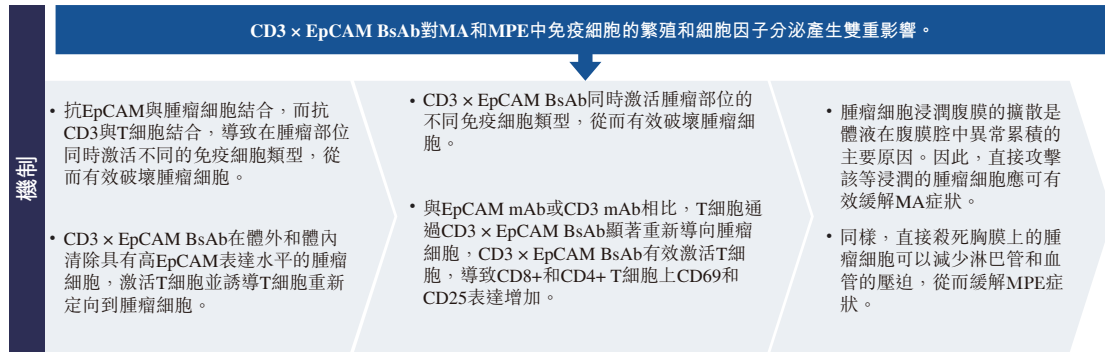 CD3 × EpCAM BsAb對MA和MPE中免疫細胞的繁殖和細胞因子分泌產生雙重影響。
機制
• 抗EpCAM與腫瘤細胞結合，而抗
CD3與T細胞結合，導致在腫瘤部位
同時激活不同的免疫細胞類型，從
而有效破壞腫瘤細胞。
• CD3 × EpCAM BsAb在體外和體內
清除具有高EpCAM表達水平的腫瘤
細胞，激活T細胞並誘導T細胞重新
定向到腫瘤細胞。
• CD3 × EpCAM BsAb同時激活腫瘤部位的
不同免疫細胞類型，從而有效破壞腫瘤細
胞。
• 與EpCAM mAb或CD3 mAb相比，T細胞通
過CD3 × EpCAM BsAb顯著重新導向腫瘤
細胞，CD3 × EpCAM BsAb有效激活T細
胞，導致CD8+和CD4+ T細胞上CD69和
CD25表達增加。
• 腫瘤細胞浸潤腹膜的擴散是
體液在腹膜腔中異常累積的
主要原因。因此，直接攻擊
該等浸潤的腫瘤細胞應可有
效緩解MA症狀。
• 同樣，直接殺死胸膜上的腫
瘤細胞可以減少淋巴管和血
管的壓迫，從而緩解MPE症
狀。